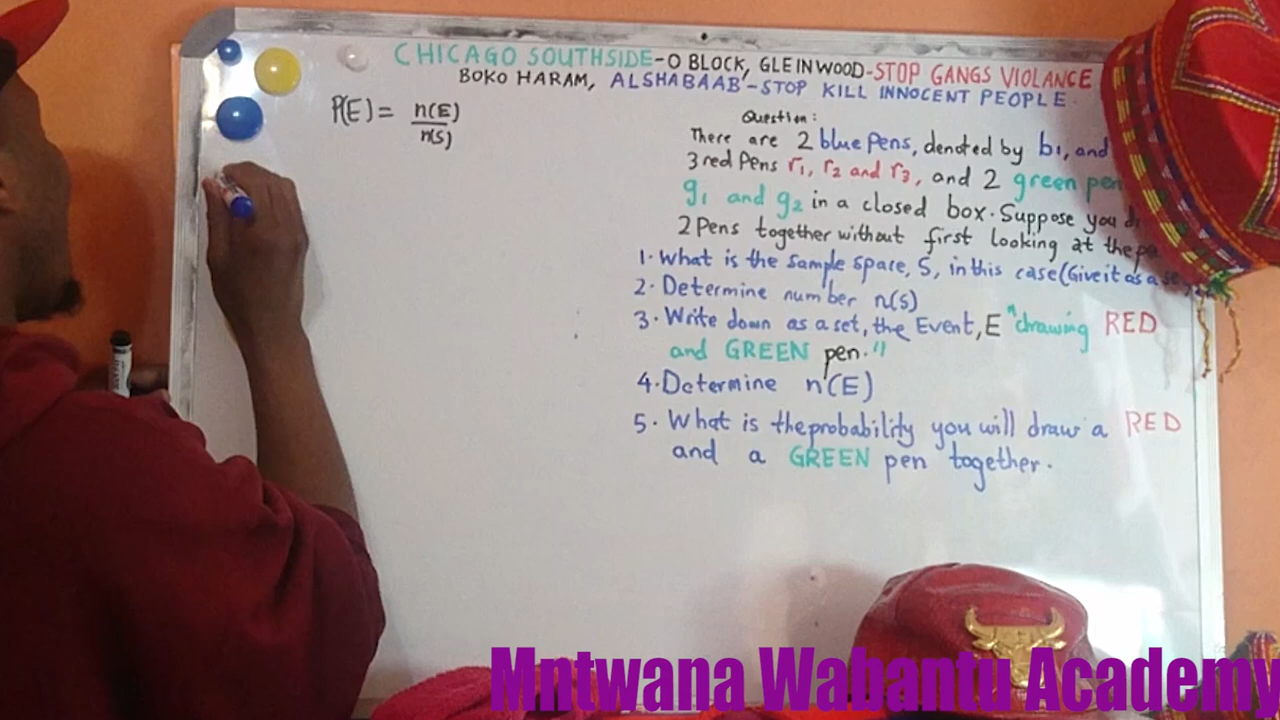 CHICAGO SOUTHSIDE-O BLOCK, GLEINWOOD-STOP GANGS VIOLANCE
BOKO HARAM, ALSHABAAB-STOP KILL INNOCENT PEOPLE.
P(E) = n(E)
n(S)
Question:
There are 2 blue pens, denoted by b1, and
3 red Pens r1, r2 and r3, and 2 green
g1 and g2 in a closed box. Suppose you
2 Pens together without first looking at the
1. What is the sample space, S, in this case (Give it as a
2. Determine number n(s)
3. Write down as a set, the Event, E "drawing RED
and GREEN pen."
4. Determine n(E)
5. What is the probability you will draw a RED
and a GREEN pen together.
Mntwana Wabantu Academy